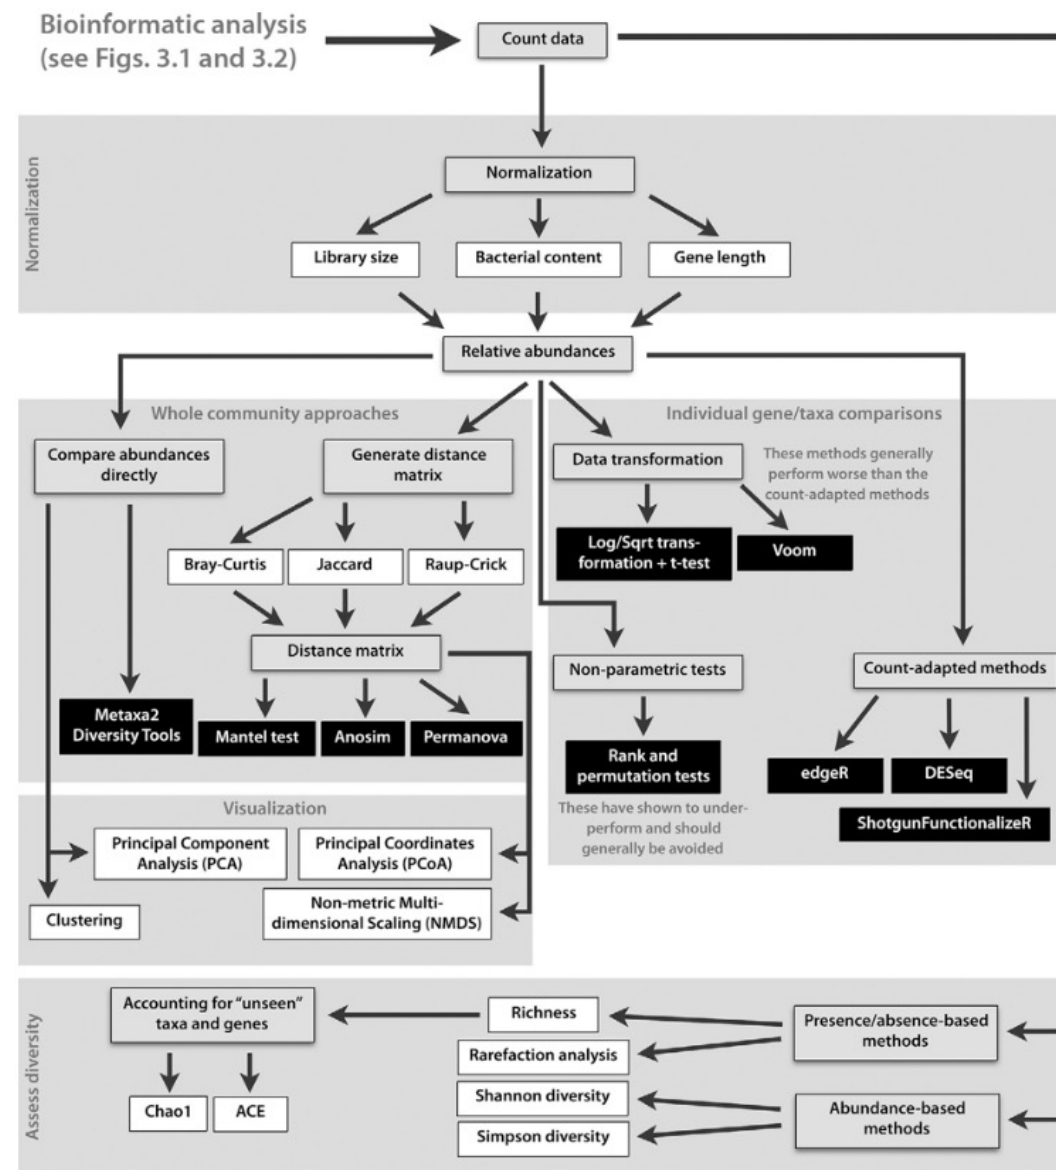 Bioinformatic analysis
(see Figs. 3.1 and 3.2)
Count data
Normalization
Normalization
Library size
Bacterial content
Gene length
Relative abundances
Whole community approaches
Individual gene/taxa comparisons
Compare abundances
directly
Generate distance
matrix
Data transformation
These methods generally
perform worse than the
count-adapted methods
Bray-Curtis
Jaccard
Raup-Crick
Log/Sqrt trans-
formation + t-test
Voom
Distance matrix
Non-parametric tests
Count-adapted methods
Metaxa2
Diversity Tools
Mantel test
Anosim
Permanova
Rank and
permutation tests
edgeR
DESeq
These have shown to under-
perform and should
generally be avoided
ShotgunFunctionalizeR
Visualization
Principal Component
Analysis (PCA)
Principal Coordinates
Analysis (PCoA)
Clustering
Non-metric Multi-
dimensional Scaling (NMDS)
Assess diversity
Accounting for "unseen"
taxa and genes
Richness
Presence/absence-based
methods
Rarefaction analysis
Chao1
ACE
Shannon diversity
Abundance-based
methods
Simpson diversity